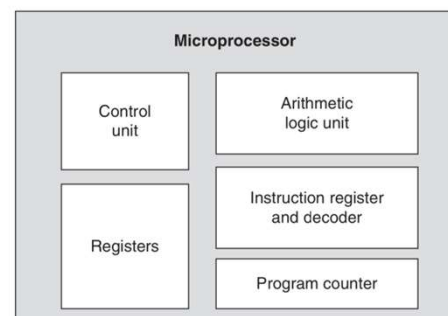 Microprocessor
Control
unit
Arithmetic
logic unit
Registers
Instruction register
and decoder
Program counter